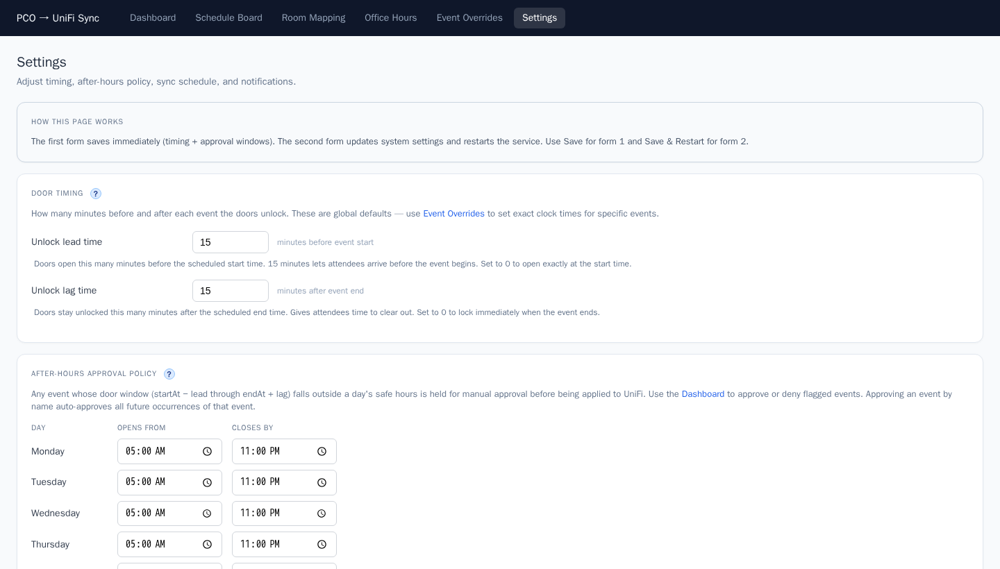 PCO → UniFi Sync Dashboard Schedule Board Room Mapping Office Hours Event Overrides Settings
Settings
Adjust timing, after-hours policy, sync schedule, and notifications.
HOW THIS PAGE WORKS
The first form saves immediately (timing + approval windows). The second form updates system settings and restarts the service. Use Save for form 1 and Save & Restart for form 2.
DOOR TIMING ?
How many minutes before and after each event the doors unlock. These are global defaults — use Event Overrides to set exact clock times for specific events.
Unlock lead time 15 minutes before event start
Doors open this many minutes before the scheduled start time. 15 minutes lets attendees arrive before the event begins. Set to 0 to open exactly at the start time.
Unlock lag time 15 minutes after event end
Doors stay unlocked this many minutes after the scheduled end time. Gives attendees time to clear out. Set to 0 to lock immediately when the event ends.
AFTER-HOURS APPROVAL POLICY ?
Any event whose door window (startAt − lead through endAt + lag) falls outside a day's safe hours is held for manual approval before being applied to UniFi. Use the Dashboard to approve or deny flagged events. Approving an event by
name auto-approves all future occurrences of that event.
DAY OPENS FROM CLOSES BY
Monday 05:00 AM 11:00 PM
Tuesday 05:00 AM 11:00 PM
Wednesday 05:00 AM 11:00 PM
Thursday 05:00 AM 11:00 PM